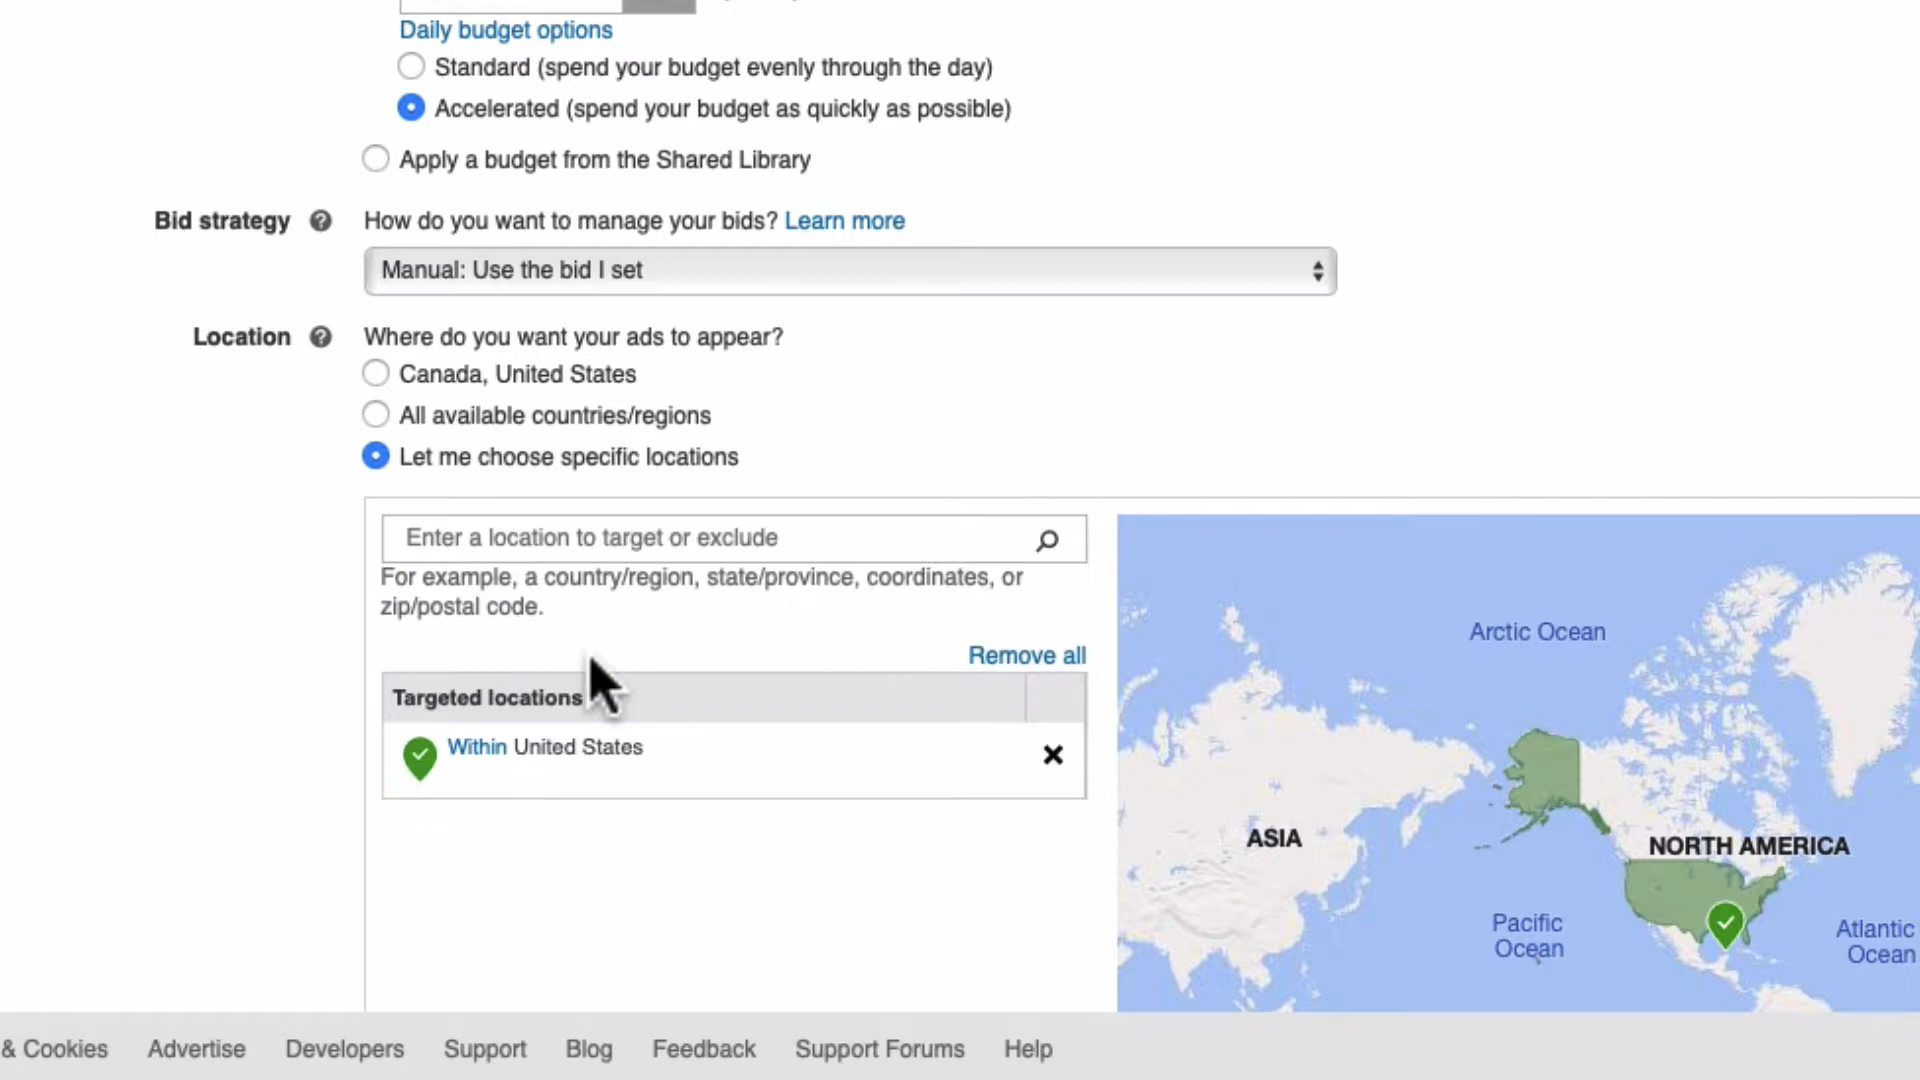 Daily budget options
Standard (spend your budget evenly through the day)
Accelerated (spend your budget as quickly as possible)
Apply a budget from the Shared Library
Bid strategy ? How do you want to manage your bids? Learn more
Manual: Use the bid I set
Location ? Where do you want your ads to appear?
Canada, United States
All available countries/regions
Let me choose specific locations
Enter a location to target or exclude
For example, a country/region, state/province, coordinates, or
zip/postal code.
Remove all
Targeted locations
Within United States
Arctic Ocean
ASIA
NORTH AMERICA
Pacific
Ocean
Atlantic
Ocean
& Cookies Advertise Developers Support Blog Feedback Support Forums Help